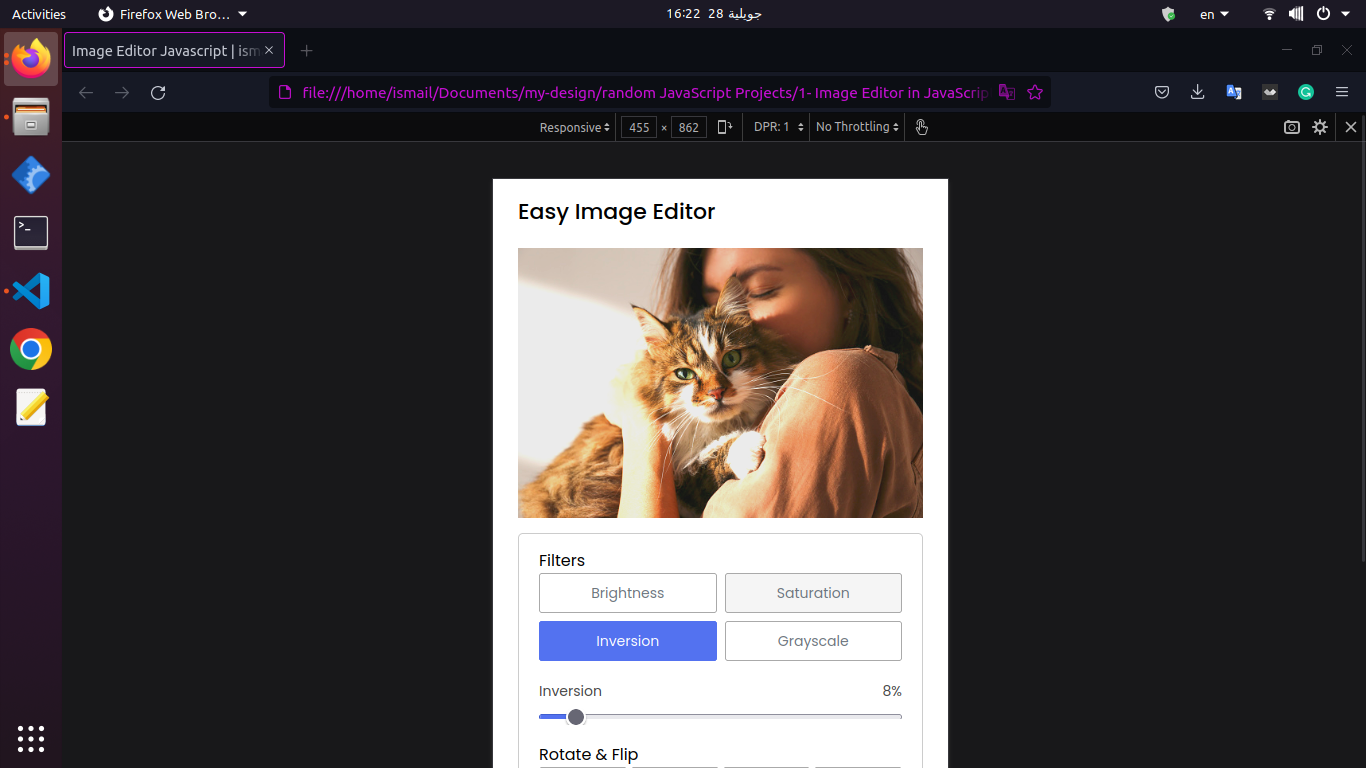 Activities
Firefox Web Bro…
16:22 28 جويلية
en
Image Editor Javascript | ism
file:///home/ismail/Documents/my-design/random JavaScript Projects/1- Image Editor in JavaScrip
Responsive
455 × 862
DPR: 1
No Throttling
Easy Image Editor
Filters
Brightness
Saturation
Inversion
Grayscale
Inversion
8%
Rotate & Flip